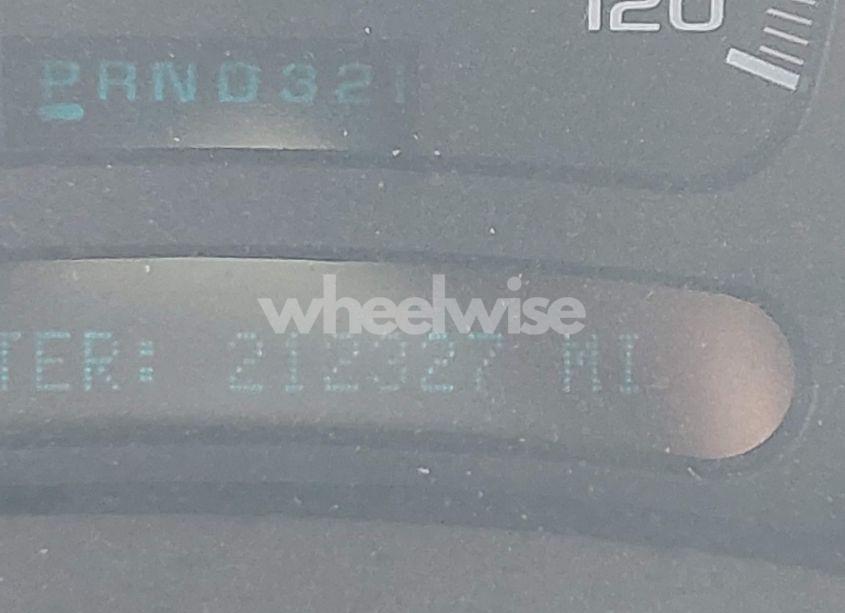 120
PRND321
wheelwise
TER: 212327 MI